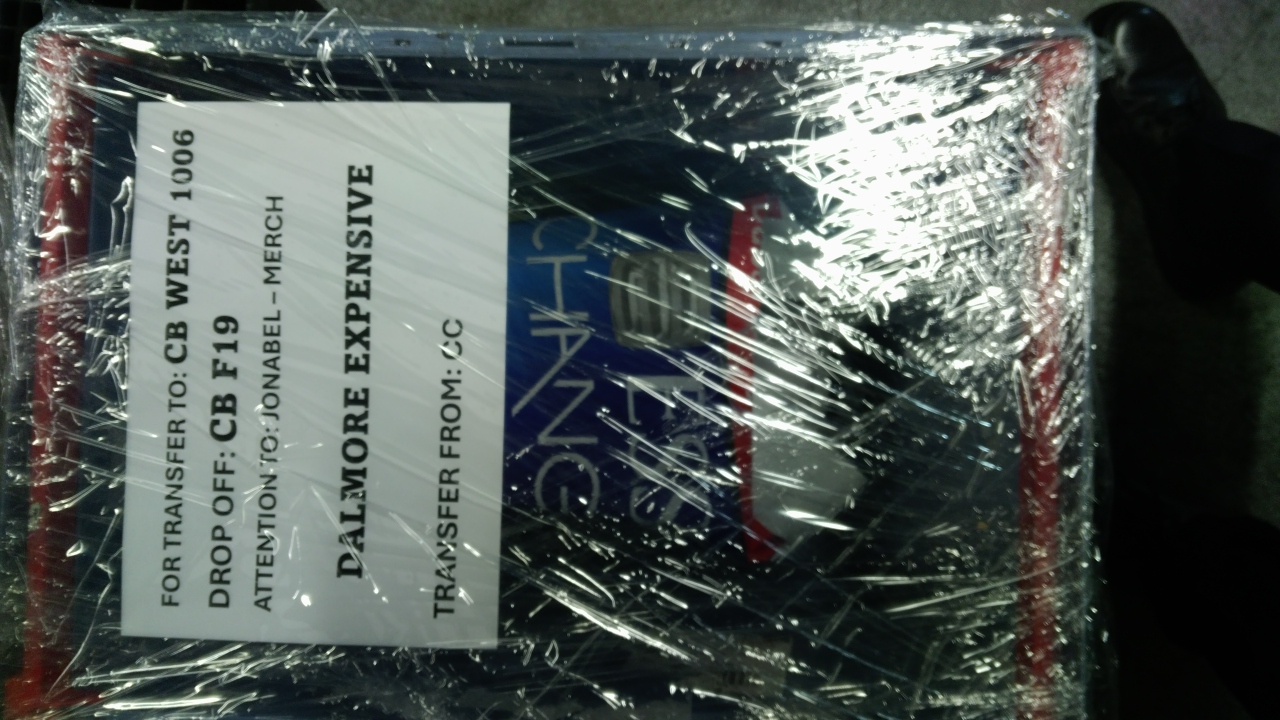 FOR TRANSFER TO: CB WEST 1006
DROP OFF: CB F19
ATTENTION TO: JONABEL – MERCH
DALMORE EXPENSIVE
TRANSFER FROM: CC
CHANG